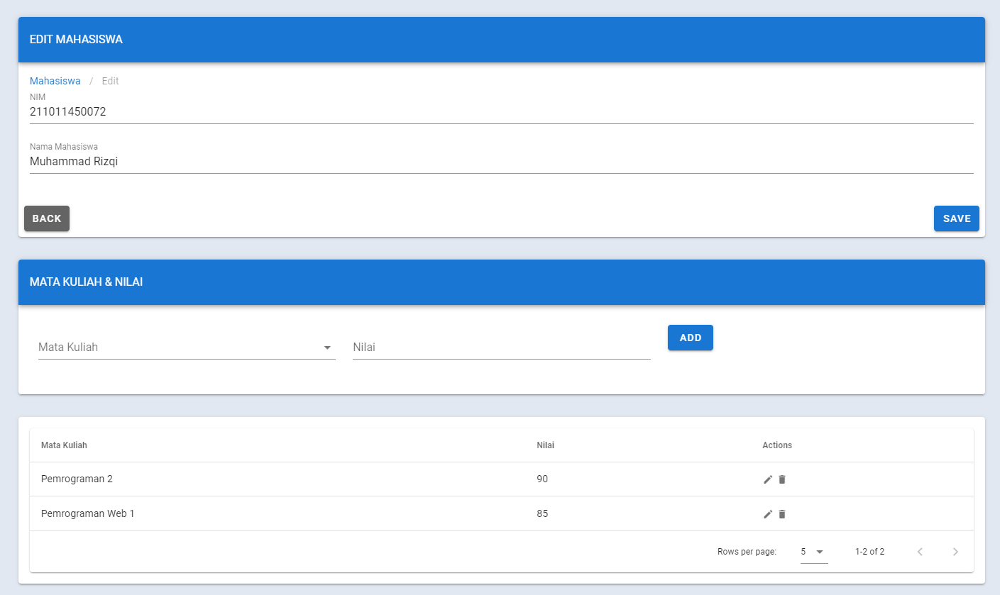 EDIT MAHASISWA
Mahasiswa / Edit
NIM
211011450072
Nama Mahasiswa
Muhammad Rizqi
BACK SAVE
MATA KULIAH & NILAI
Mata Kuliah Nilai ADD
Mata Kuliah Nilai Actions
Pemrograman 2 90
Pemrograman Web 1 85
Rows per page: 5 1-2 of 2